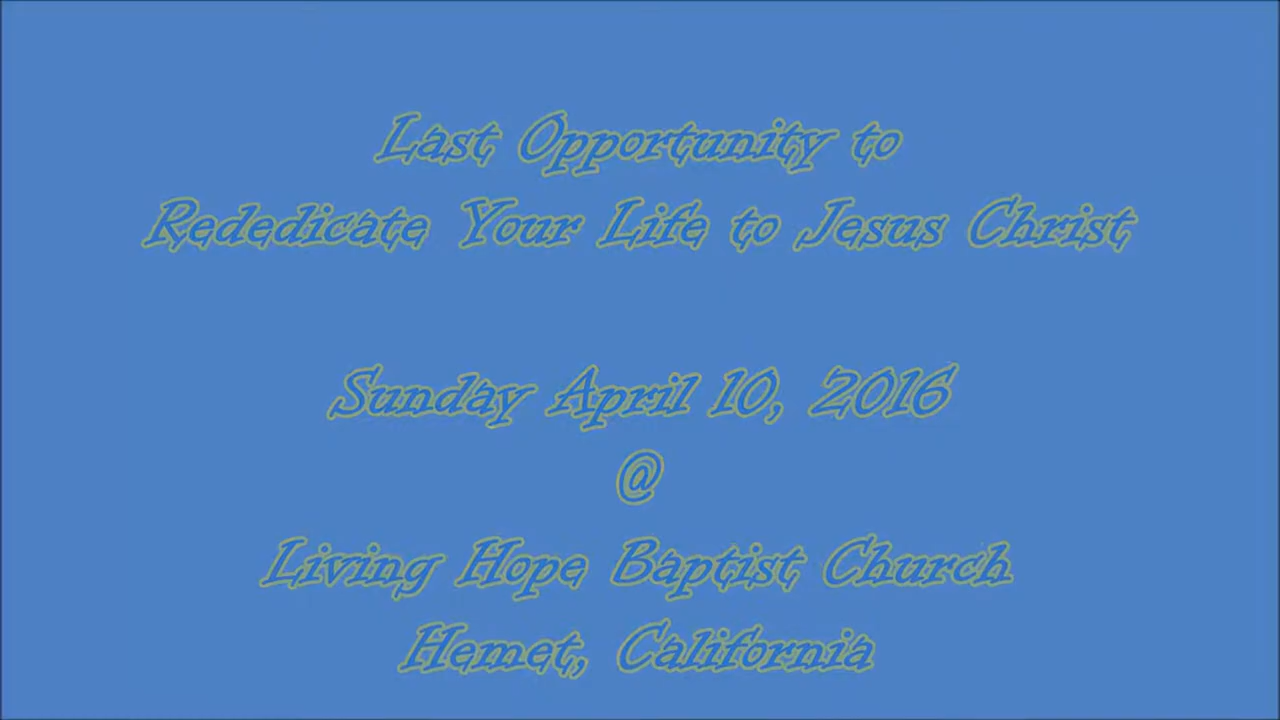 Last Opportunity to
Rededicate Your Life to Jesus Christ
Sunday April 10, 2016
@
Living Hope Baptist Church
Hemet, California